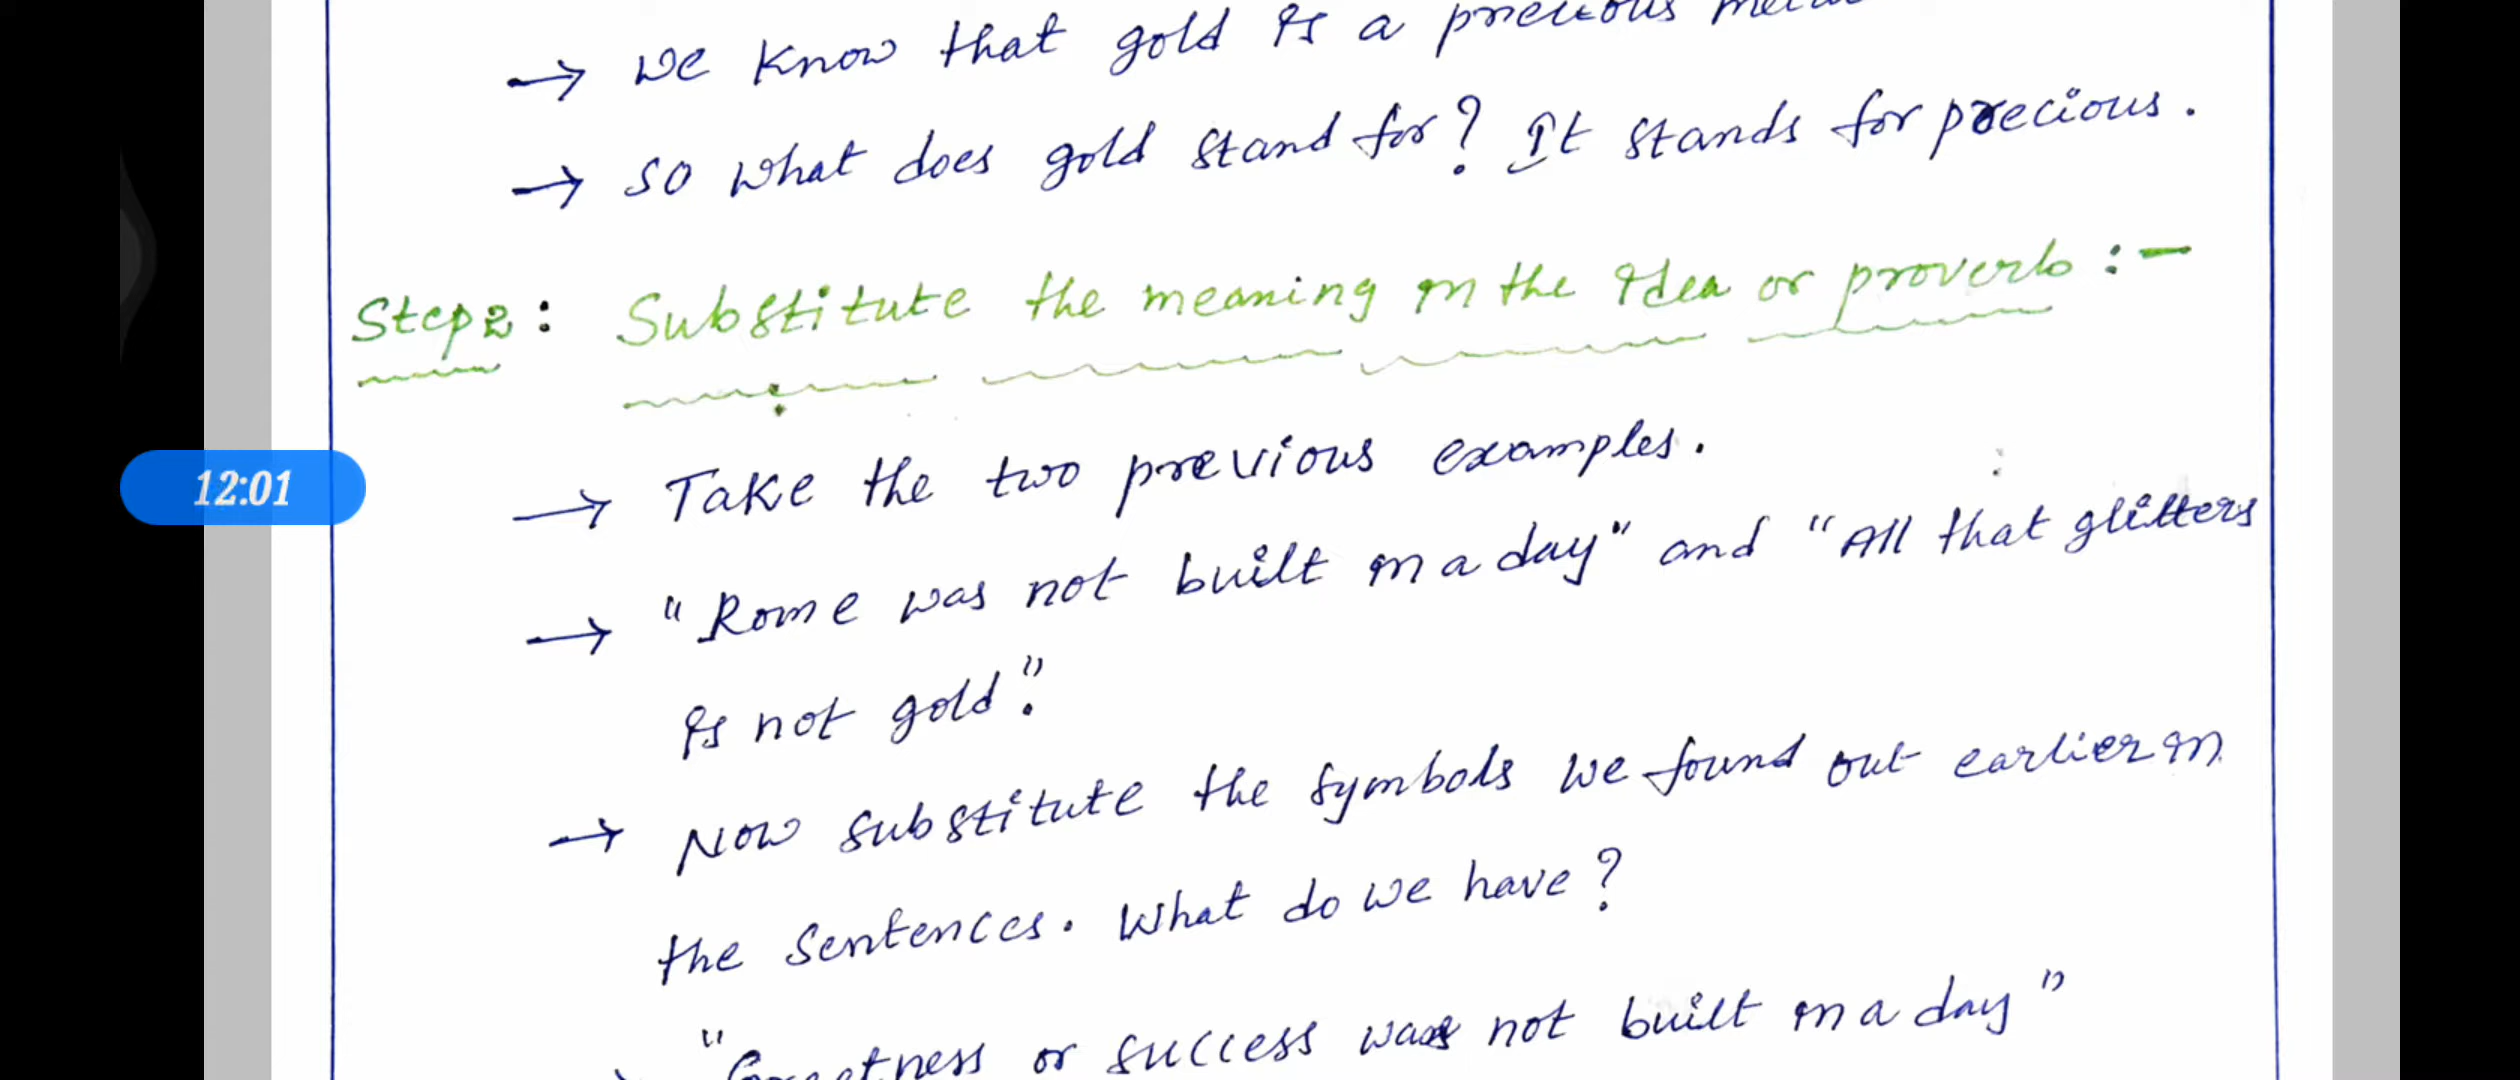 → we know that gold is a precious
→ so what does gold stand for? It stands for precious.
Step2: Substitute the meaning in the Idea or proverb :-
→ Take the two previous examples.
12:01
→ "Rome was not built in a day" and "All that glitters
is not gold".
→ Now substitute the symbols we found out earlier in
the sentences. What do we have?
→ "Greatness or success was not built in a day"